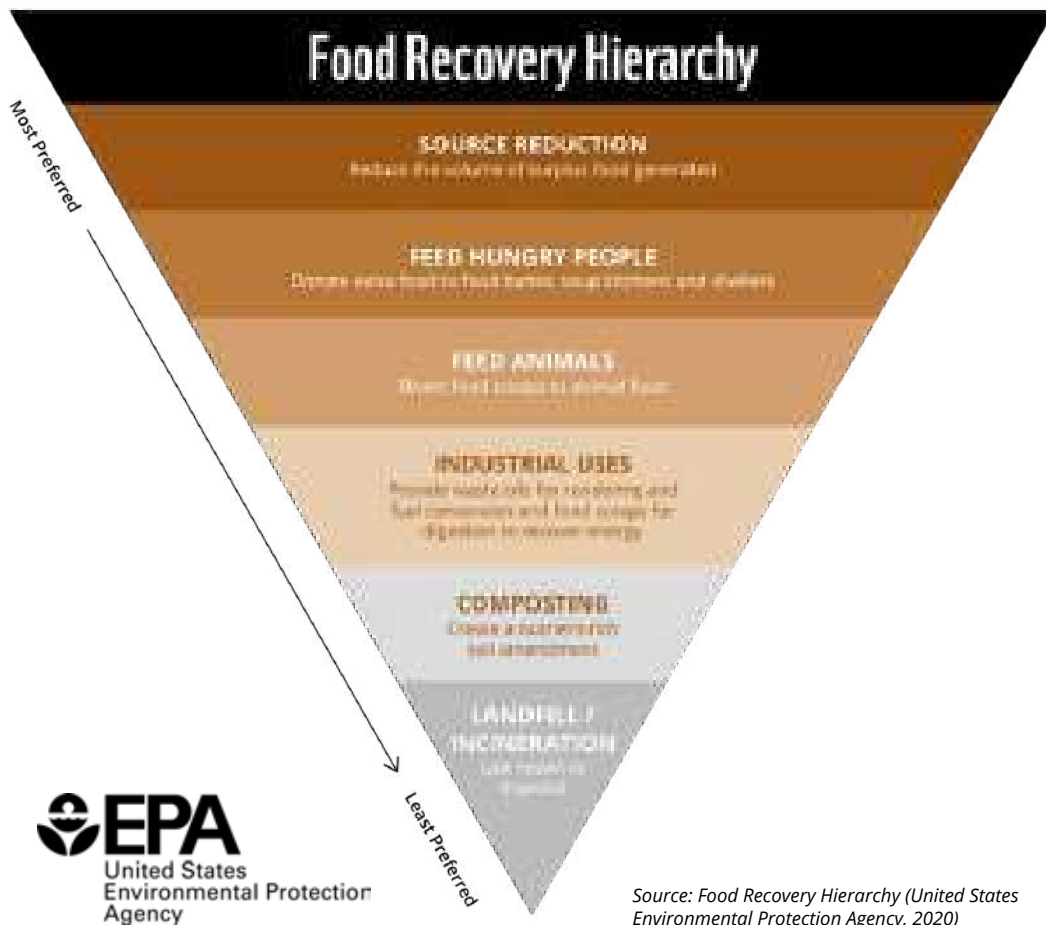 Food Recovery Hierarchy
Most Preferred
SOURCE REDUCTION
Reduce the volume of surplus food generated
FEED HUNGRY PEOPLE
Donate extra food to food banks, soup kitchens and shelters
FEED ANIMALS
Divert food scraps to animal food
INDUSTRIAL USES
Provide waste oils for rendering and
fuel conversion and food scraps for
digestion to recover energy
COMPOSTING
Create a nutrient-rich
soil amendment
LANDFILL /
INCINERATION
Last resort to
disposal
Least Preferred
EPA
United States
Environmental Protection
Agency
Source: Food Recovery Hierarchy (United States
Environmental Protection Agency, 2020)